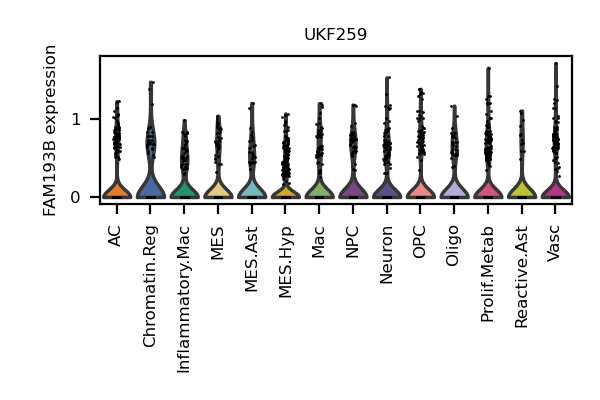 UKF259
FAM193B expression
1
0
AC
Chromatin.Reg
Inflammatory.Mac
MES
MES.Ast
MES.Hyp
Mac
NPC
Neuron
OPC
Oligo
Prolif.Metab
Reactive.Ast
Vasc